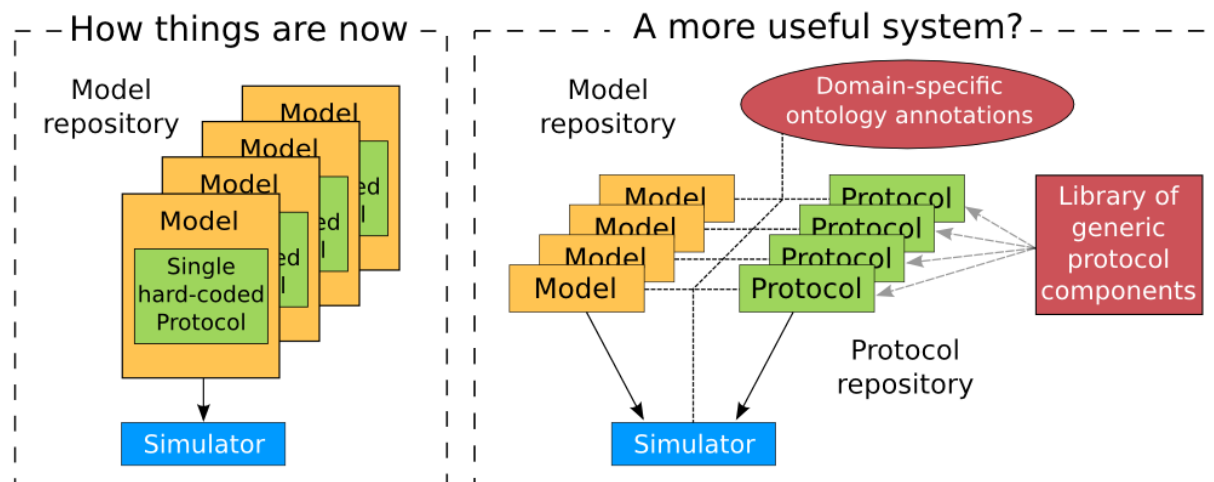 How things are now
Model
repository
Model
Model
ed
Model
ed
l
Model
Single
hard-coded
Protocol
l
Simulator
A more useful system?
Model
repository
Domain-specific
ontology annotations
Model
Protocol
Model
Protocol
Model
Protocol
Model
Protocol
Library of
generic
protocol
components
Protocol
repository
Simulator